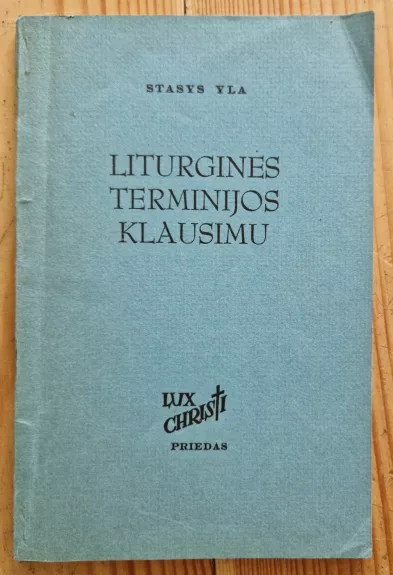 STASYS YLA
LITURGINĖS
TERMINIJOS
KLAUSIMU
LUX
CHRISTI
PRIEDAS